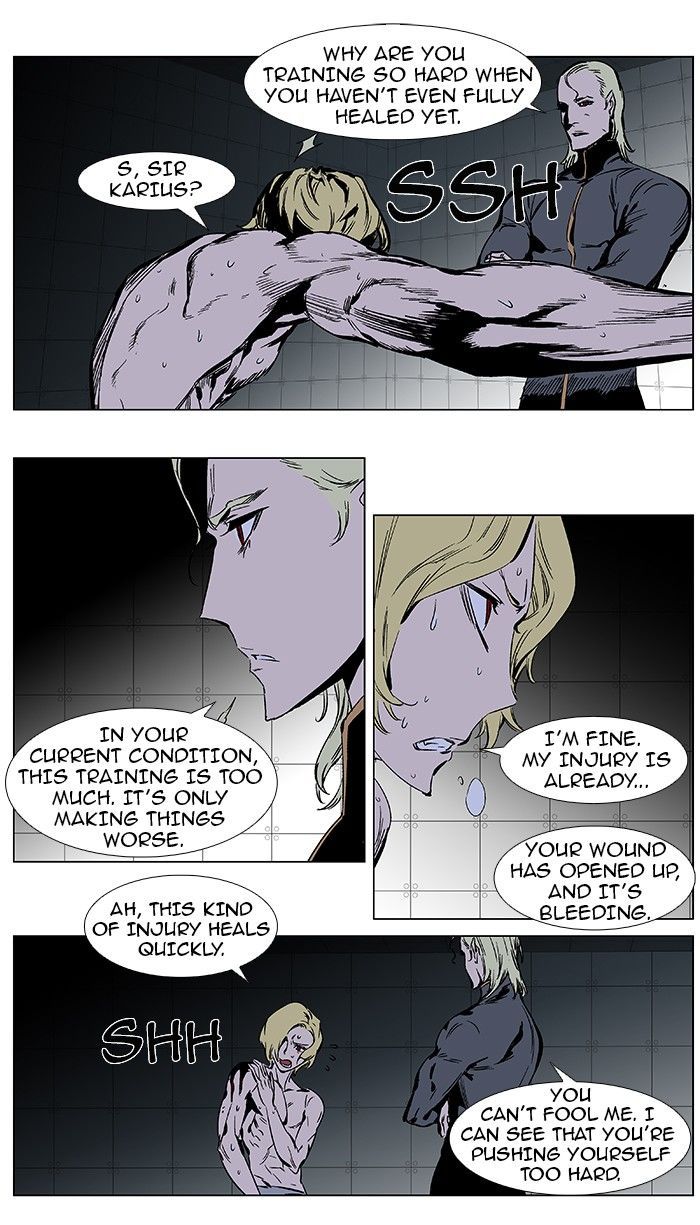 WHY ARE YOU
TRAINING SO HARD WHEN
YOU HAVEN'T EVEN FULLY
HEALED YET.
S, SIR
KARIUS?
SSH
IN YOUR
CURRENT CONDITION,
THIS TRAINING IS TOO
MUCH. IT'S ONLY
MAKING THINGS
WORSE.
I'M FINE.
MY INJURY IS
ALREADY...
YOUR WOUND
HAS OPENED UP,
AND IT'S
BLEEDING.
AH, THIS KIND
OF INJURY HEALS
QUICKLY.
SHH
YOU
CAN'T FOOL ME. I
CAN SEE THAT YOU'RE
PUSHING YOURSELF
TOO HARD.